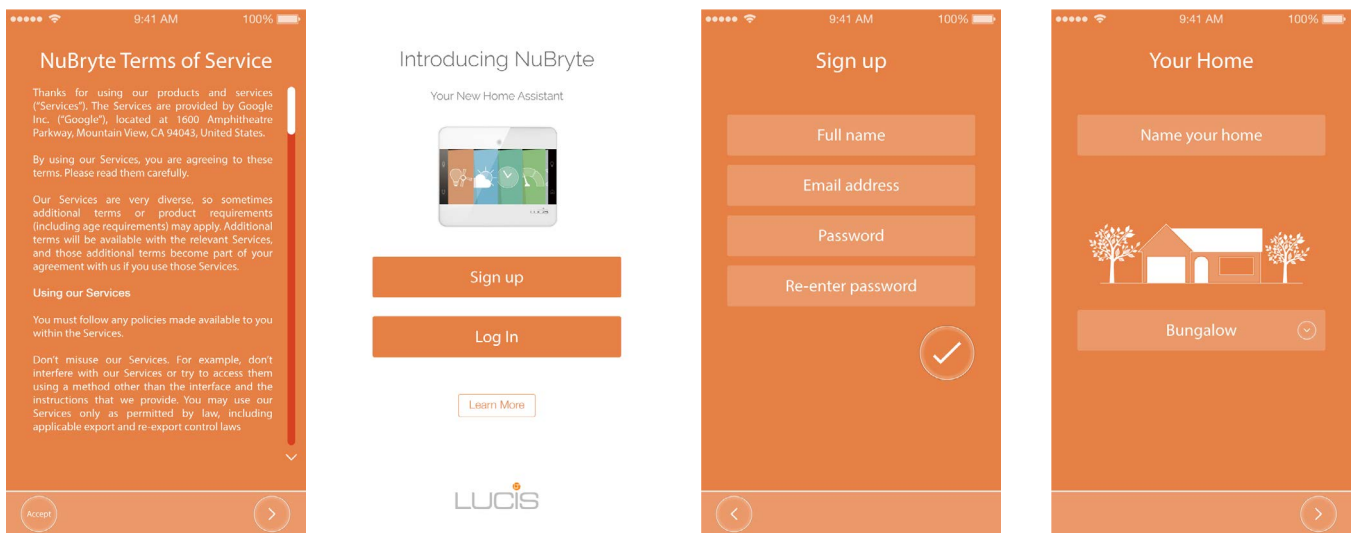 9:41 AM 100%
NuBryte Terms of Service
Thanks for using our products and services
("Services"). The Services are provided by Google
Inc. ("Google"), located at 1600 Amphitheatre
Parkway, Mountain View, CA 94043, United States.
By using our Services, you are agreeing to these
terms. Please read them carefully.
Our Services are very diverse, so sometimes
additional terms or product requirements
(including age requirements) may apply. Additional
terms will be available with the relevant Services,
and those additional terms become part of your
agreement with us if you use those Services.
Using our Services
You must follow any policies made available to you
within the Services.
Don't misuse our Services. For example, don't
interfere with our Services or try to access them
using a method other than the interface and the
instructions that we provide. You may use our
Services only as permitted by law, including
applicable export and re-export control laws
Accept
Introducing NuBryte
Your New Home Assistant
LUCIS
Sign up
Log In
Learn More
LUCIS
9:41 AM 100%
Sign up
Full name
Email address
Password
Re-enter password
9:41 AM 100%
Your Home
Name your home
Bungalow